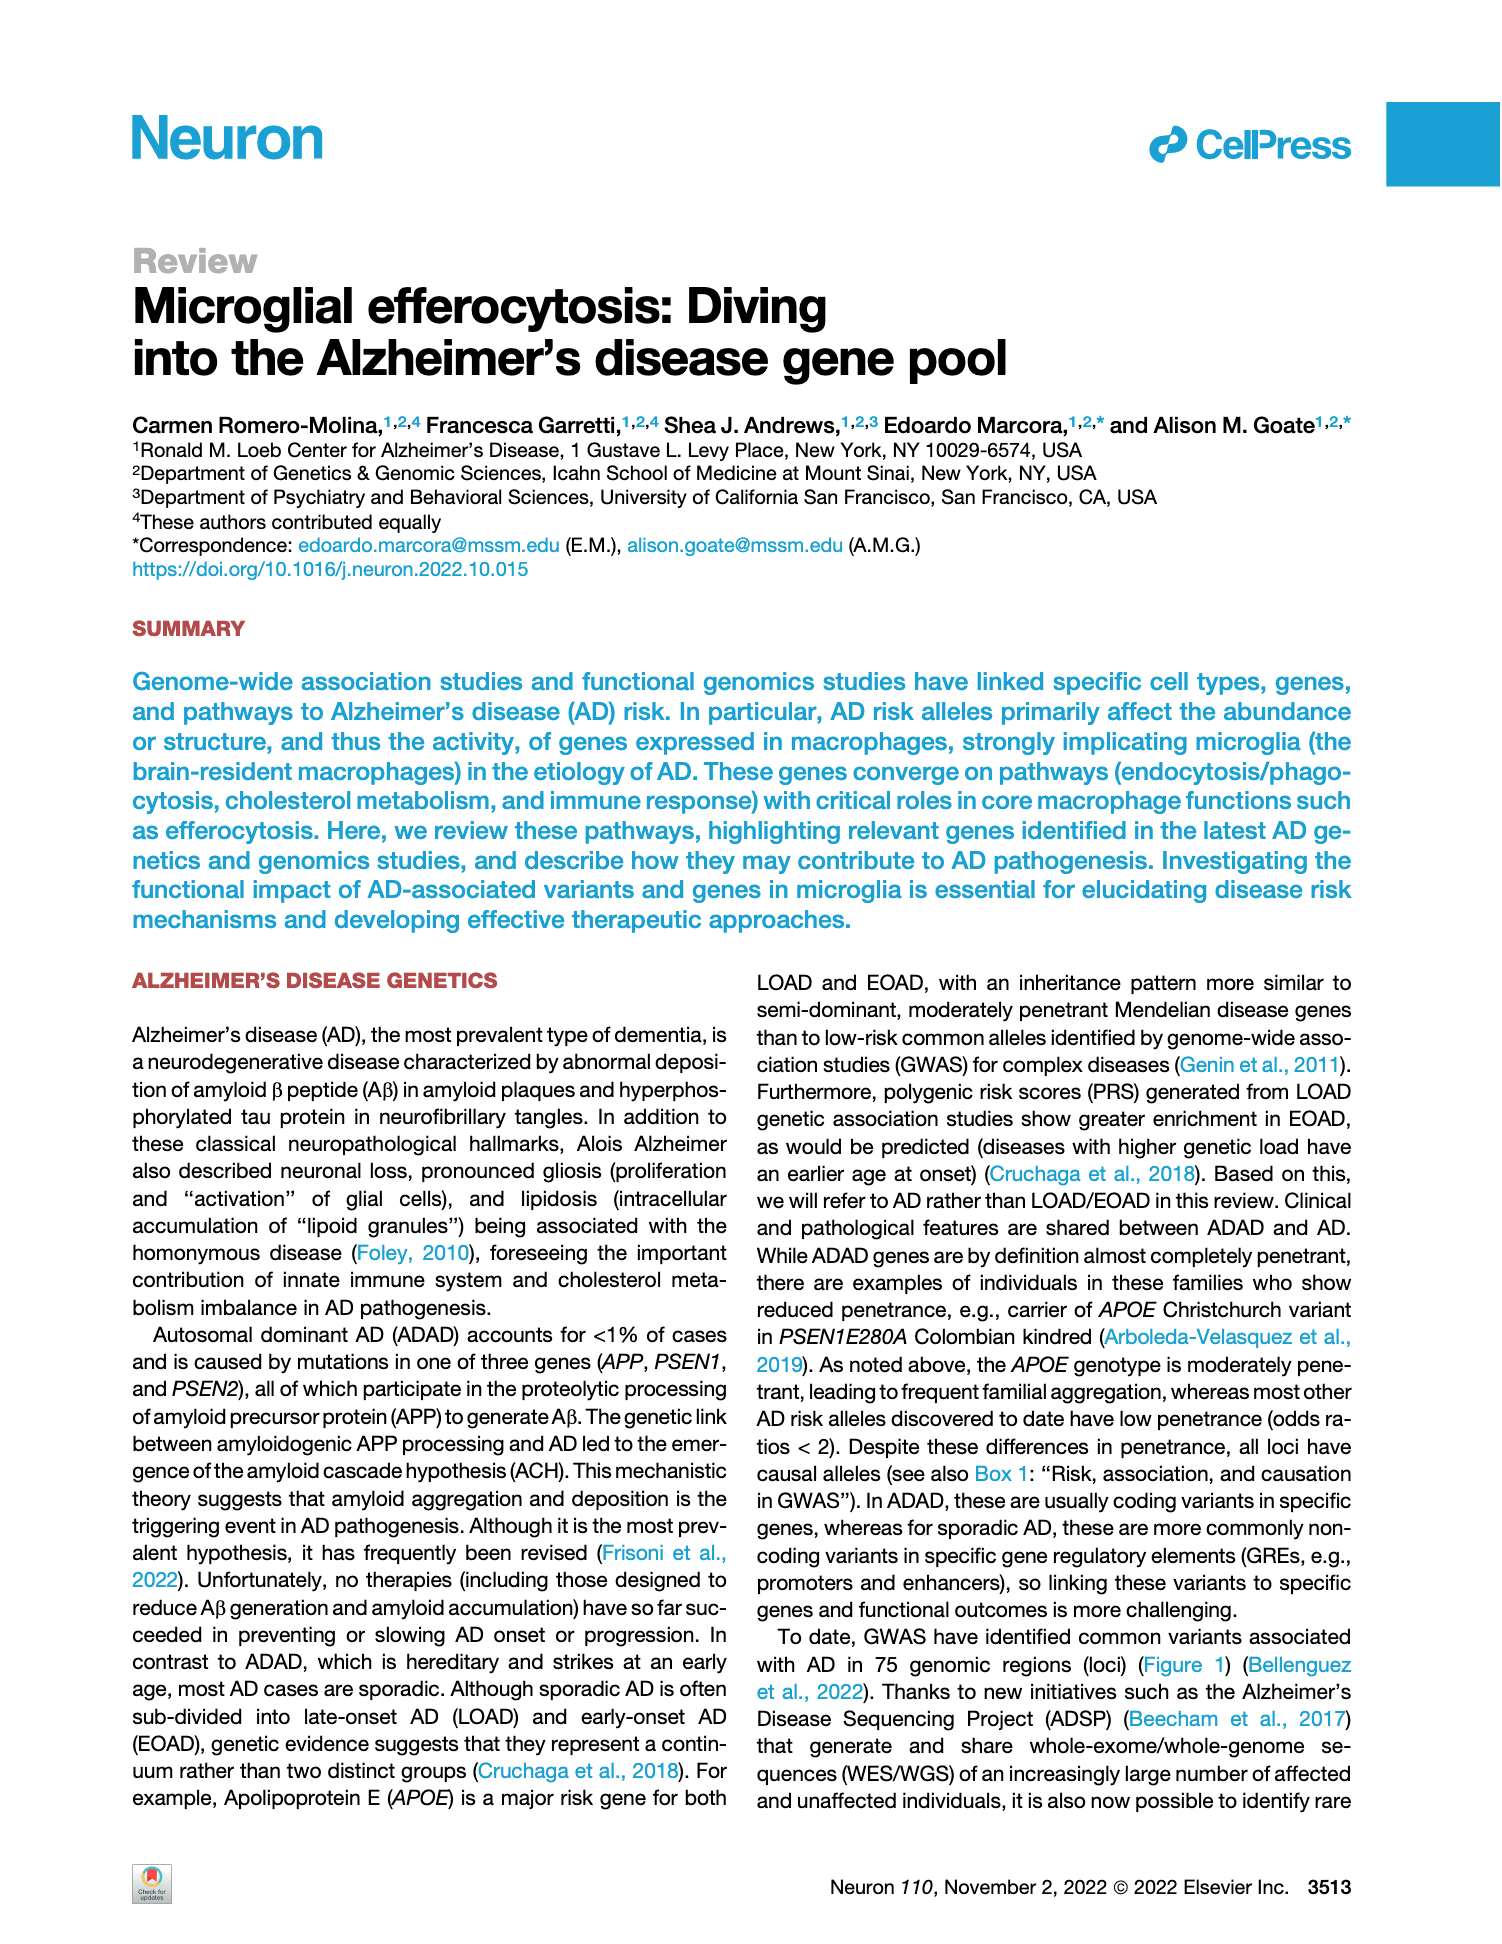 Neuron
CellPress
Review
Microglial efferocytosis: Diving
into the Alzheimer's disease gene pool
Carmen Romero-Molina,1,2,4 Francesca Garretti,1,2,4 Shea J. Andrews,1,2,3 Edoardo Marcora,1,2,* and Alison M. Goate1,2,*
1Ronald M. Loeb Center for Alzheimer's Disease, 1 Gustave L. Levy Place, New York, NY 10029-6574, USA
2Department of Genetics & Genomic Sciences, Icahn School of Medicine at Mount Sinai, New York, NY, USA
3Department of Psychiatry and Behavioral Sciences, University of California San Francisco, San Francisco, CA, USA
4These authors contributed equally
*Correspondence: edoardo.marcora@mssm.edu (E.M.), alison.goate@mssm.edu (A.M.G.)
https://doi.org/10.1016/j.neuron.2022.10.015
SUMMARY
Genome-wide association studies and functional genomics studies have linked specific cell types, genes,
and pathways to Alzheimer's disease (AD) risk. In particular, AD risk alleles primarily affect the abundance
or structure, and thus the activity, of genes expressed in macrophages, strongly implicating microglia (the
brain-resident macrophages) in the etiology of AD. These genes converge on pathways (endocytosis/phago-
cytosis, cholesterol metabolism, and immune response) with critical roles in core macrophage functions such
as efferocytosis. Here, we review these pathways, highlighting relevant genes identified in the latest AD ge-
netics and genomics studies, and describe how they may contribute to AD pathogenesis. Investigating the
functional impact of AD-associated variants and genes in microglia is essential for elucidating disease risk
mechanisms and developing effective therapeutic approaches.
ALZHEIMER'S DISEASE GENETICS
Alzheimer's disease (AD), the most prevalent type of dementia, is
a neurodegenerative disease characterized by abnormal deposi-
tion of amyloid β peptide (Aβ) in amyloid plaques and hyperphos-
phorylated tau protein in neurofibrillary tangles. In addition to
these classical neuropathological hallmarks, Alois Alzheimer
also described neuronal loss, pronounced gliosis (proliferation
and “activation” of glial cells), and lipidosis (intracellular
accumulation of “lipoid granules”) being associated with the
homonymous disease (Foley, 2010), foreseeing the important
contribution of innate immune system and cholesterol meta-
bolism imbalance in AD pathogenesis.
Autosomal dominant AD (ADAD) accounts for <1% of cases
and is caused by mutations in one of three genes (APP, PSEN1,
and PSEN2), all of which participate in the proteolytic processing
of amyloid precursor protein (APP) to generate Aβ. The genetic link
between amyloidogenic APP processing and AD led to the emer-
gence of the amyloid cascade hypothesis (ACH). This mechanistic
theory suggests that amyloid aggregation and deposition is the
triggering event in AD pathogenesis. Although it is the most prev-
alent hypothesis, it has frequently been revised (Frisoni et al.,
2022). Unfortunately, no therapies (including those designed to
reduce Aβ generation and amyloid accumulation) have so far suc-
ceeded in preventing or slowing AD onset or progression. In
contrast to ADAD, which is hereditary and strikes at an early
age, most AD cases are sporadic. Although sporadic AD is often
sub-divided into late-onset AD (LOAD) and early-onset AD
(EOAD), genetic evidence suggests that they represent a contin-
uum rather than two distinct groups (Cruchaga et al., 2018). For
example, Apolipoprotein E (APOE) is a major risk gene for both
LOAD and EOAD, with an inheritance pattern more similar to
semi-dominant, moderately penetrant Mendelian disease genes
than to low-risk common alleles identified by genome-wide asso-
ciation studies (GWAS) for complex diseases (Genin et al., 2011).
Furthermore, polygenic risk scores (PRS) generated from LOAD
genetic association studies show greater enrichment in EOAD,
as would be predicted (diseases with higher genetic load have
an earlier age at onset) (Cruchaga et al., 2018). Based on this,
we will refer to AD rather than LOAD/EOAD in this review. Clinical
and pathological features are shared between ADAD and AD.
While ADAD genes are by definition almost completely penetrant,
there are examples of individuals in these families who show
reduced penetrance, e.g., carrier of APOE Christchurch variant
in PSEN1E280A Colombian kindred (Arboleda-Velasquez et al.,
2019). As noted above, the APOE genotype is moderately pene-
trant, leading to frequent familial aggregation, whereas most other
AD risk alleles discovered to date have low penetrance (odds ra-
tios < 2). Despite these differences in penetrance, all loci have
causal alleles (see also Box 1: “Risk, association, and causation
in GWAS”). In ADAD, these are usually coding variants in specific
genes, whereas for sporadic AD, these are more commonly non-
coding variants in specific gene regulatory elements (GREs, e.g.,
promoters and enhancers), so linking these variants to specific
genes and functional outcomes is more challenging.
To date, GWAS have identified common variants associated
with AD in 75 genomic regions (loci) (Figure 1) (Bellenguez
et al., 2022). Thanks to new initiatives such as the Alzheimer's
Disease Sequencing Project (ADSP) (Beecham et al., 2017)
that generate and share whole-exome/whole-genome se-
quences (WES/WGS) of an increasingly large number of affected
and unaffected individuals, it is also now possible to identify rare
Check for
updates
Neuron 110, November 2, 2022 © 2022 Elsevier Inc. 3513